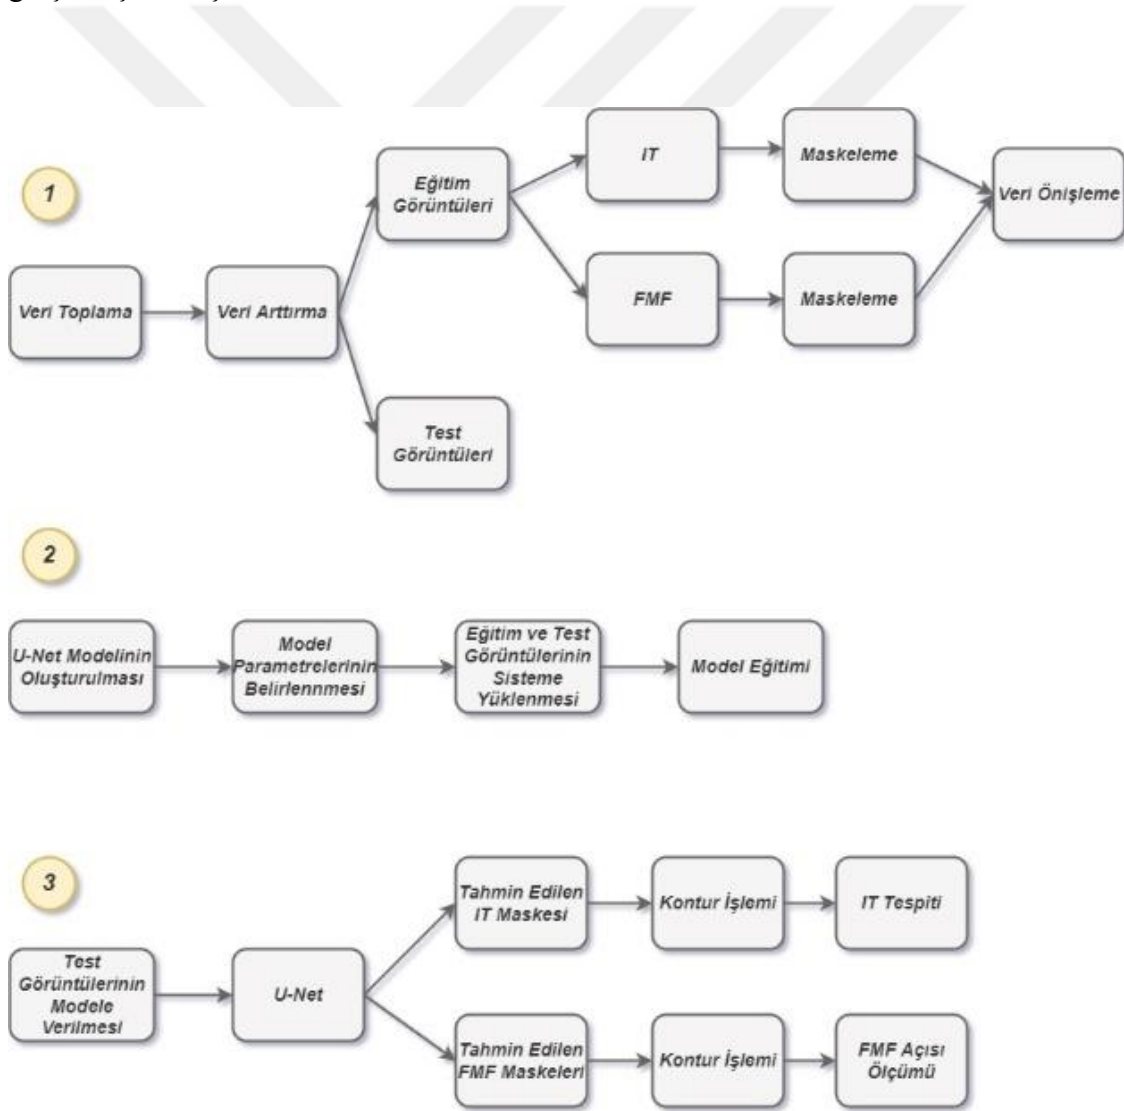 1
Veri Toplama
Veri Arttırma
Eğitim
Görüntüleri
Test
Görüntüleri
IT
Maskeleme
FMF
Maskeleme
Veri Önişleme
2
U-Net Modelinin
Oluşturulması
Model
Parametrelerinin
Belirlennmesi
Eğitim ve Test
Görüntülerinin
Sisteme
Yüklenmesi
Model Eğitimi
3
Test
Görüntülerinin
Modele
Verilmesi
U-Net
Tahmin Edilen
IT Maskesi
Kontur İşlemi
IT Tespiti
Tahmin Edilen
FMF Maskeleri
Kontur İşlemi
FMF Açısı
Ölçümü